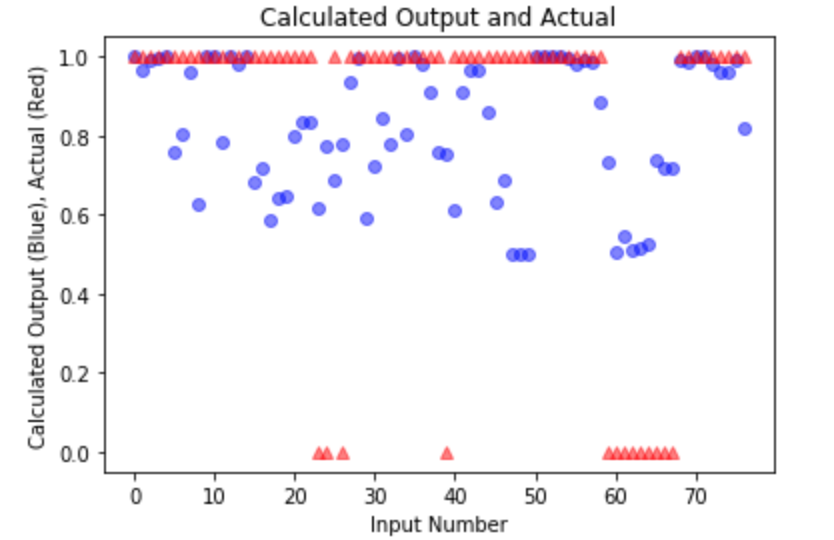 Calculated Output and Actual
Calculated Output (Blue), Actual (Red)
1.0
0.8
0.6
0.4
0.2
0.0
0 10 20 30 40 50 60 70
Input Number